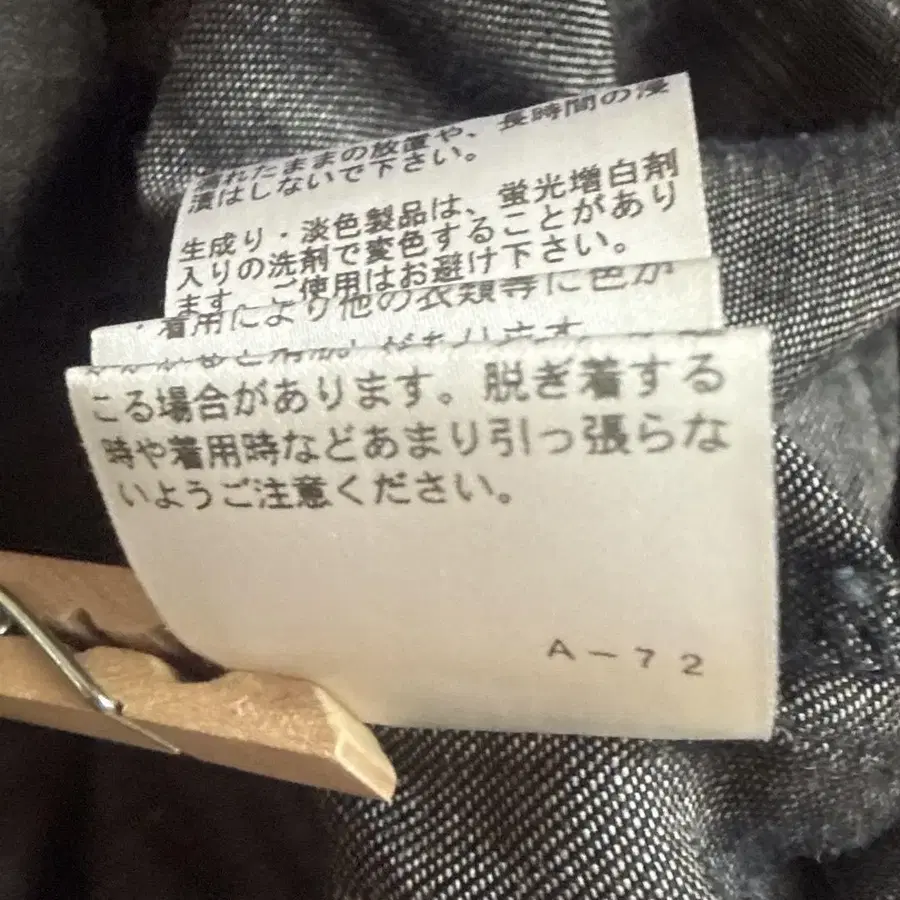 濡れたままの放置や、長時間の浸
漬はしないで下さい。
生成り・淡色製品は、蛍光増白剤
入りの洗剤で変色することがあり
ます。ご使用はお避け下さい。
・着用により他の衣類等に色が
があります。
こる場合があります。脱ぎ着する
時や着用時などあまり引っ張らな
いようご注意ください。
A-72